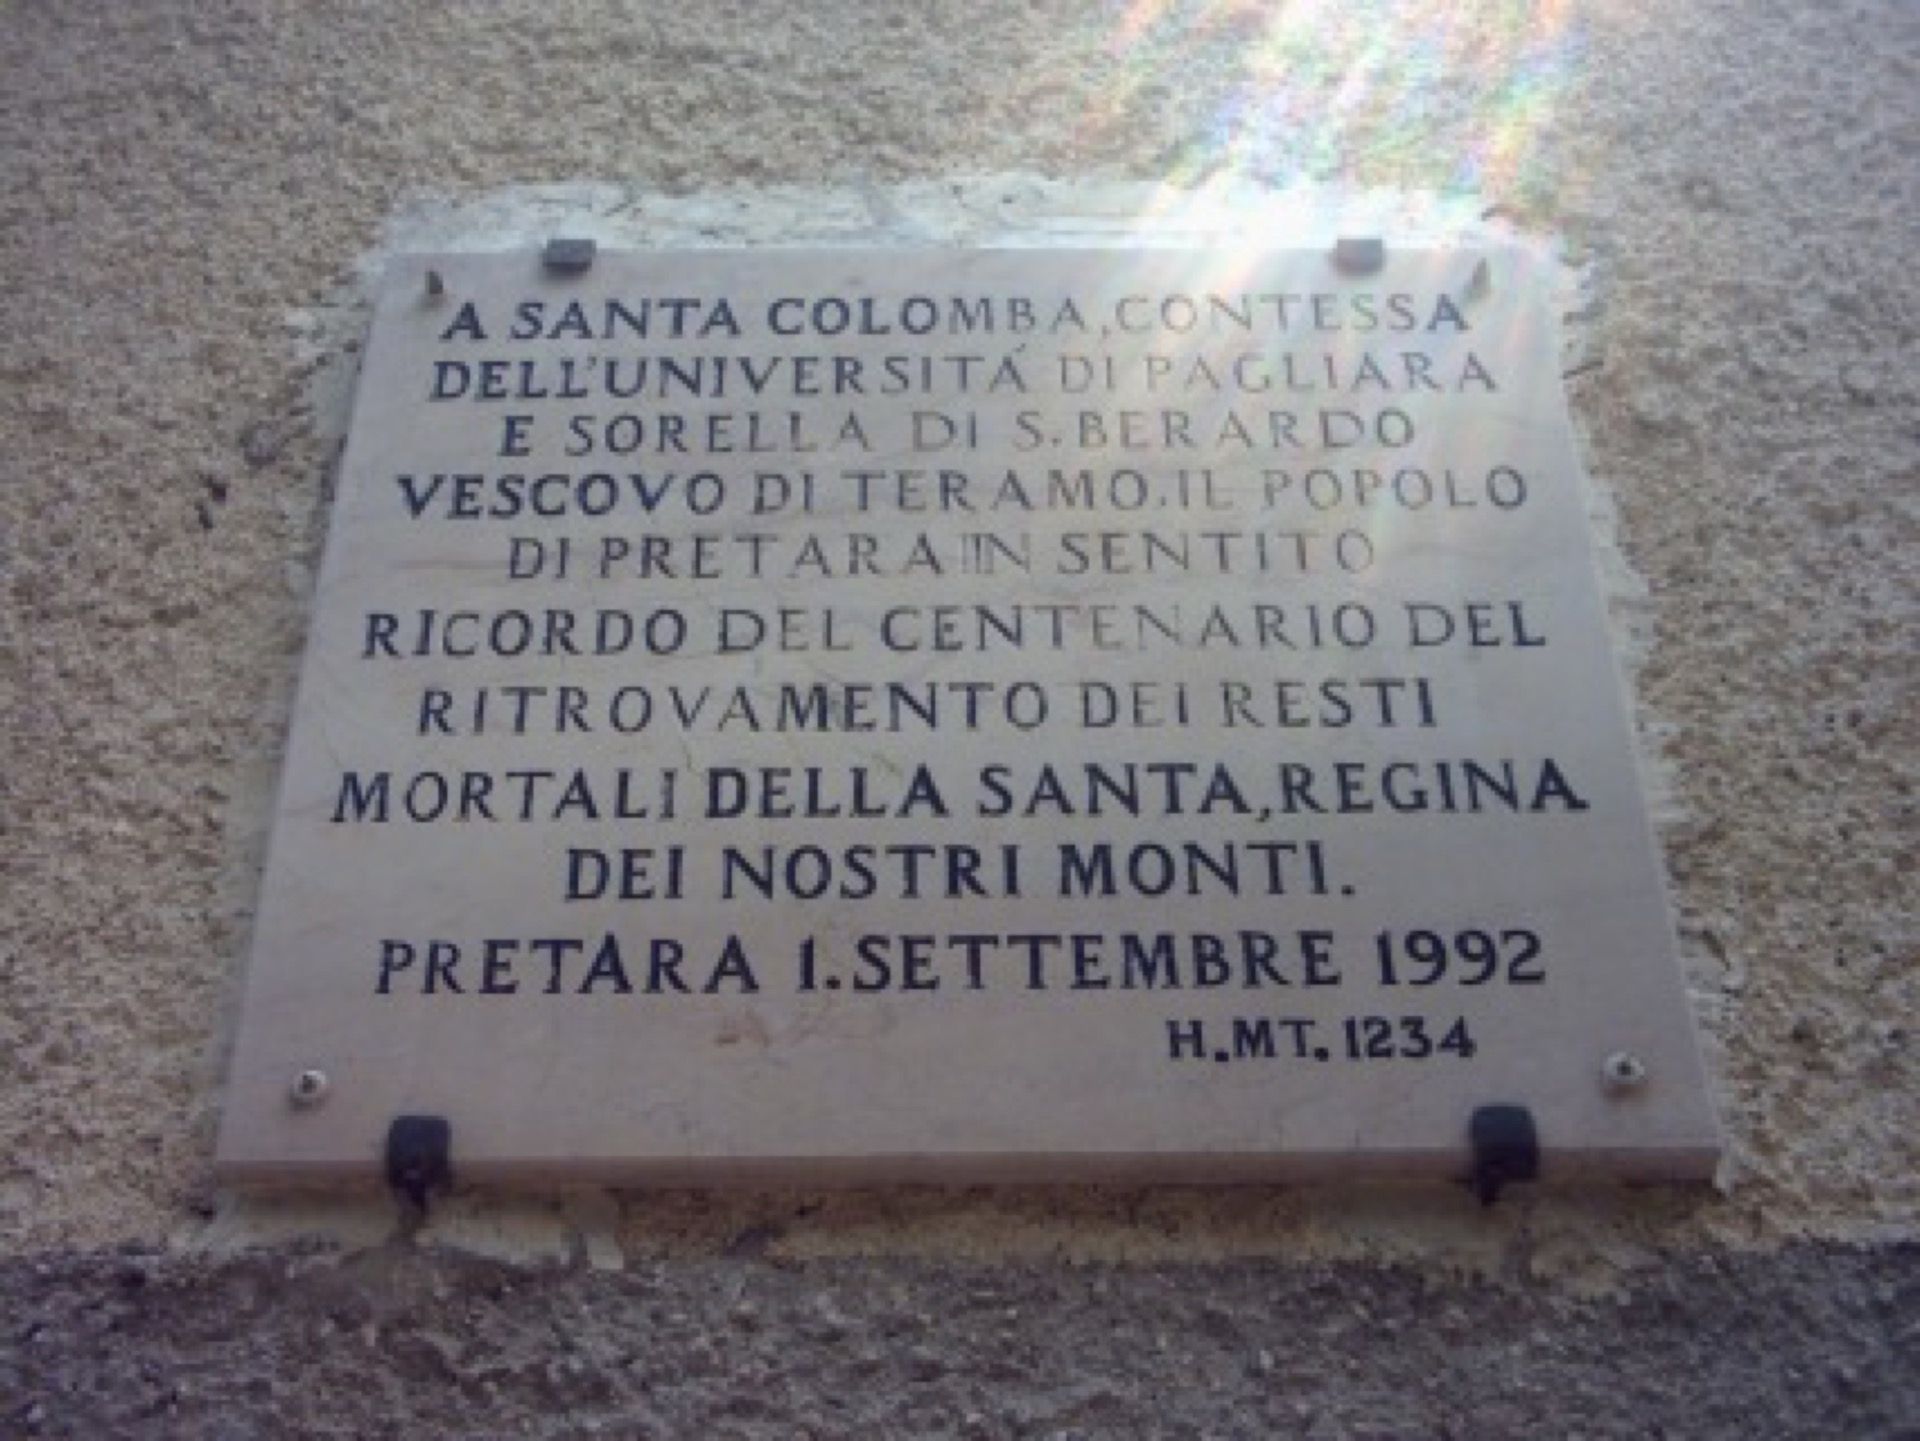 A SANTA COLOMBA, CONTESSA
DELL'UNIVERSITÁ DI PAGLIARA
E SORELLA DI S. BERARDO
VESCOVO DI TERAMO. IL POPOLO
DI PRETARA IN SENTITO
RICORDO DEL CENTENARIO DEL
RITROVAMENTO DEI RESTI
MORTALI DELLA SANTA, REGINA
DEI NOSTRI MONTI.
PRETARA 1. SETTEMBRE 1992
H.MT. 1234